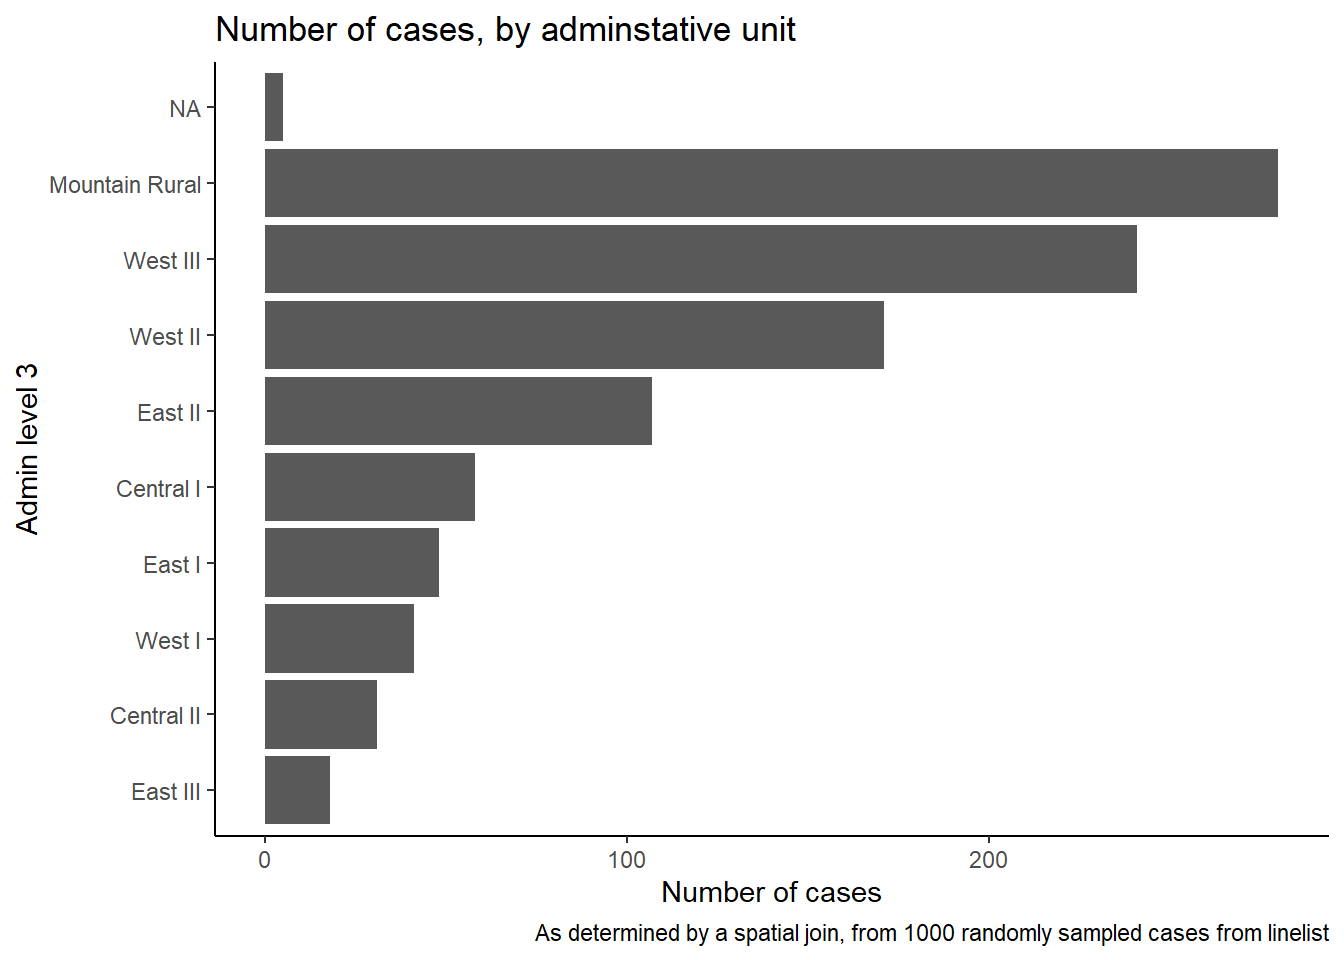 Number of cases, by adminstative unit
NA
Mountain Rural
West III
West II
East II
Central I
East I
West I
Central II
East III
Admin level 3
0 100 200
Number of cases
As determined by a spatial join, from 1000 randomly sampled cases from linelist